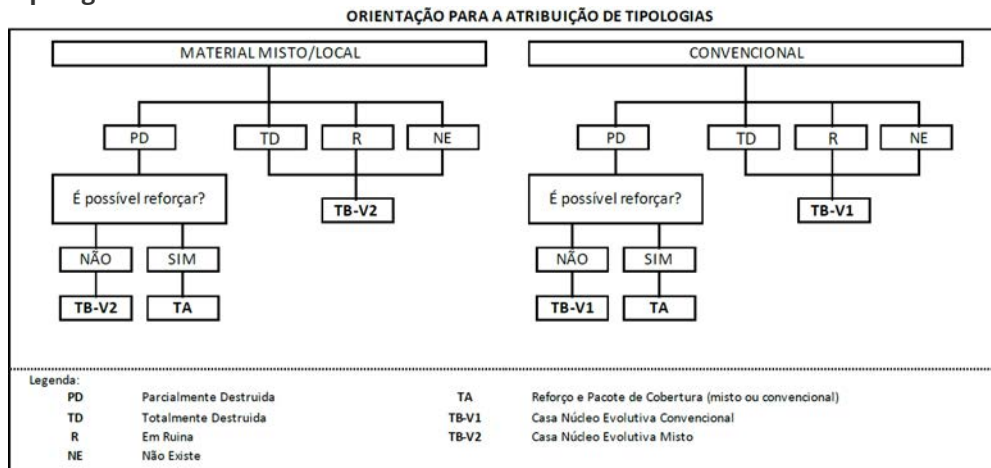 ORIENTAÇÃO PARA A ATRIBUIÇÃO DE TIPOLOGIAS
MATERIAL MISTO/LOCAL
PD TD R NE
É possível reforçar?
TB-V2
NÃO SIM
TB-V2 TA
CONVENCIONAL
PD TD R NE
É possível reforçar?
TB-V1
NÃO SIM
TB-V1 TA
Legenda:
PD Parcialmente Destruida
TD Totalmente Destruida
R Em Ruina
NE Não Existe
TA Reforço e Pacote de Cobertura (misto ou convencional)
TB-V1 Casa Núcleo Evolutiva Convencional
TB-V2 Casa Núcleo Evolutiva Misto